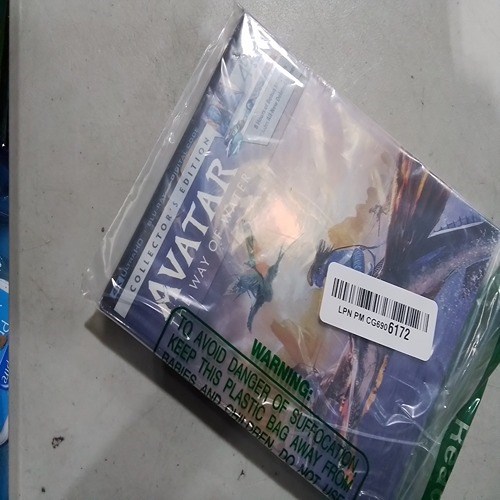 COLLECTOR'S EDITION
AVATAR
WAY OF WATER
LPN PM CG6906172
WARNING:
TO AVOID DANGER OF SUFFOCATION
KEEP THIS PLASTIC BAG AWAY FROM
BABIES AND CHILDREN. DO NOT USE